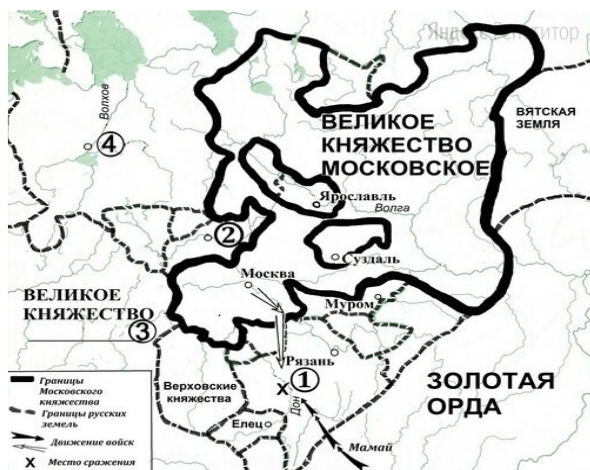 Яндекс Репетитор
Волхов
④
ВЕЛИКОЕ
КНЯЖЕСТВО
МОСКОВСКОЕ
ВЯТСКАЯ
ЗЕМЛЯ
Ярославль
Волга
②
Суздаль
Москва
ВЕЛИКОЕ
КНЯЖЕСТВО
③
Муром
Рязань
X ①
Верховские
княжества
Дон
Елец
ЗОЛОТАЯ
ОРДА
Мамай
Границы
Московского
княжества
Границы русских
земель
Движение войск
X Место сражения